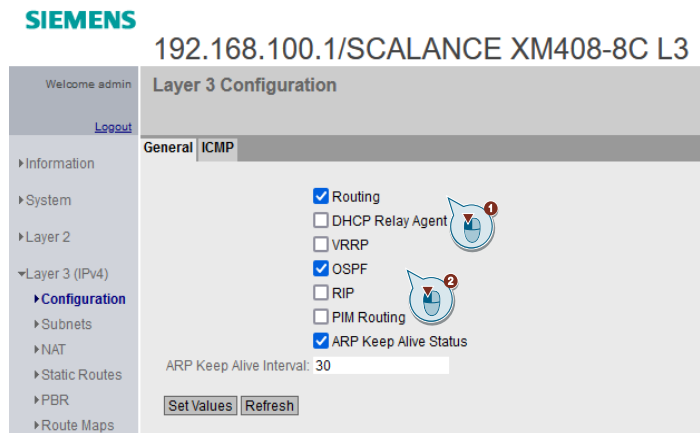 SIEMENS
192.168.100.1/SCALANCE XM408-8C L3
Welcome admin
Layer 3 Configuration
Logout
General ICMP
Information
System
Layer 2
Layer 3 (IPv4)
Configuration
Subnets
NAT
Static Routes
PBR
Route Maps
Routing
1
DHCP Relay Agent
VRRP
OSPF
2
RIP
PIM Routing
ARP Keep Alive Status
ARP Keep Alive Interval: 30
Set Values Refresh